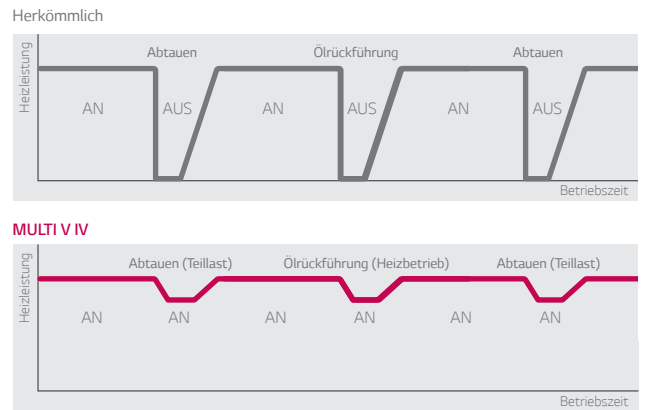 Herkömmlich
Heizleistung
Abtauen Ölrückführung Abtauen
AN AUS AN AUS AN AUS
Betriebszeit
MULTI V IV
Heizleistung
Abtauen (Teillast) Ölrückführung (Heizbetrieb) Abtauen (Teillast)
AN AN AN AN AN AN
Betriebszeit